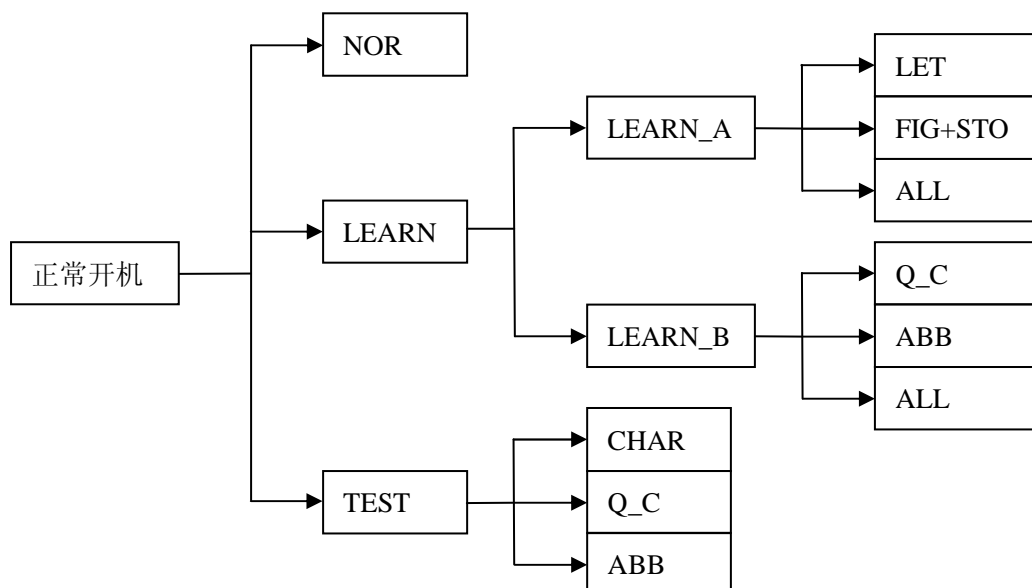 正常开机
NOR
LEARN
TEST
LEARN_A
LEARN_B
LET
FIG+STO
ALL
Q_C
ABB
ALL
CHAR
Q_C
ABB